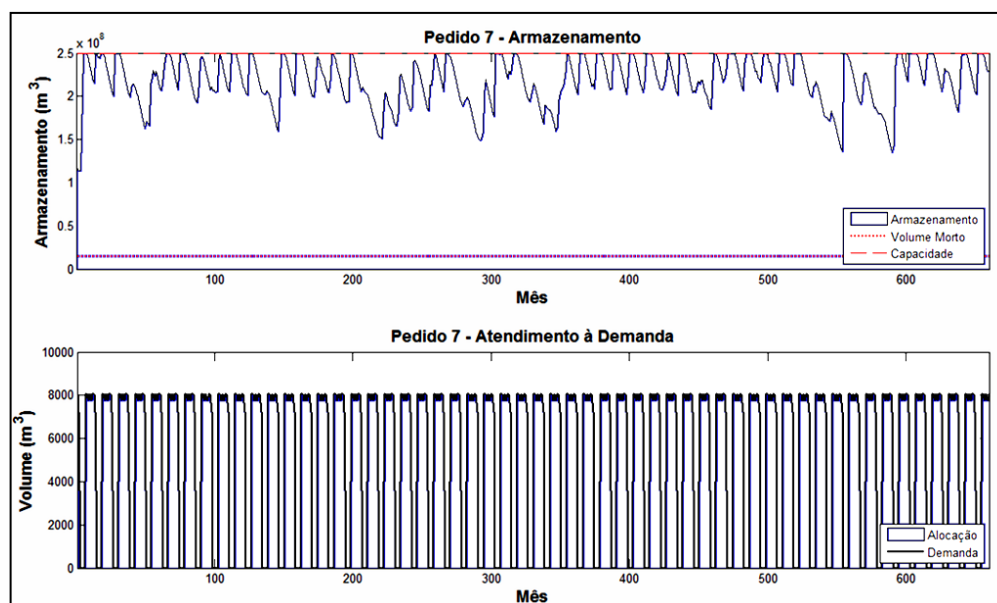 Pedido 7 - Armazenamento
x 10^8
Armazenamento (m³)
2.5
2
1.5
1
0.5
0
100
200
300
400
500
600
Mês
Armazenamento
Volume Morto
Capacidade
Pedido 7 - Atendimento à Demanda
Volume (m³)
10000
8000
6000
4000
2000
0
100
200
300
400
500
600
Mês
Alocação
Demanda